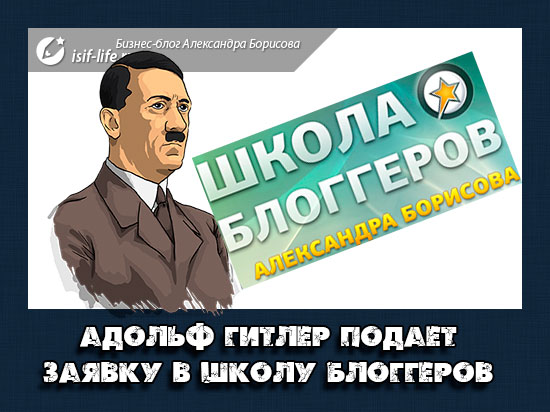 Бизнес-блог Александра Борисова
isif-life.r
ШКОЛА
БЛОГГЕРОВ
АЛЕКСАНДРА БОРИСОВА
АДОЛЬФ ГИТЛЕР ПОДАЕТ
ЗАЯВКУ В ШКОЛУ БЛОГГЕРОВ